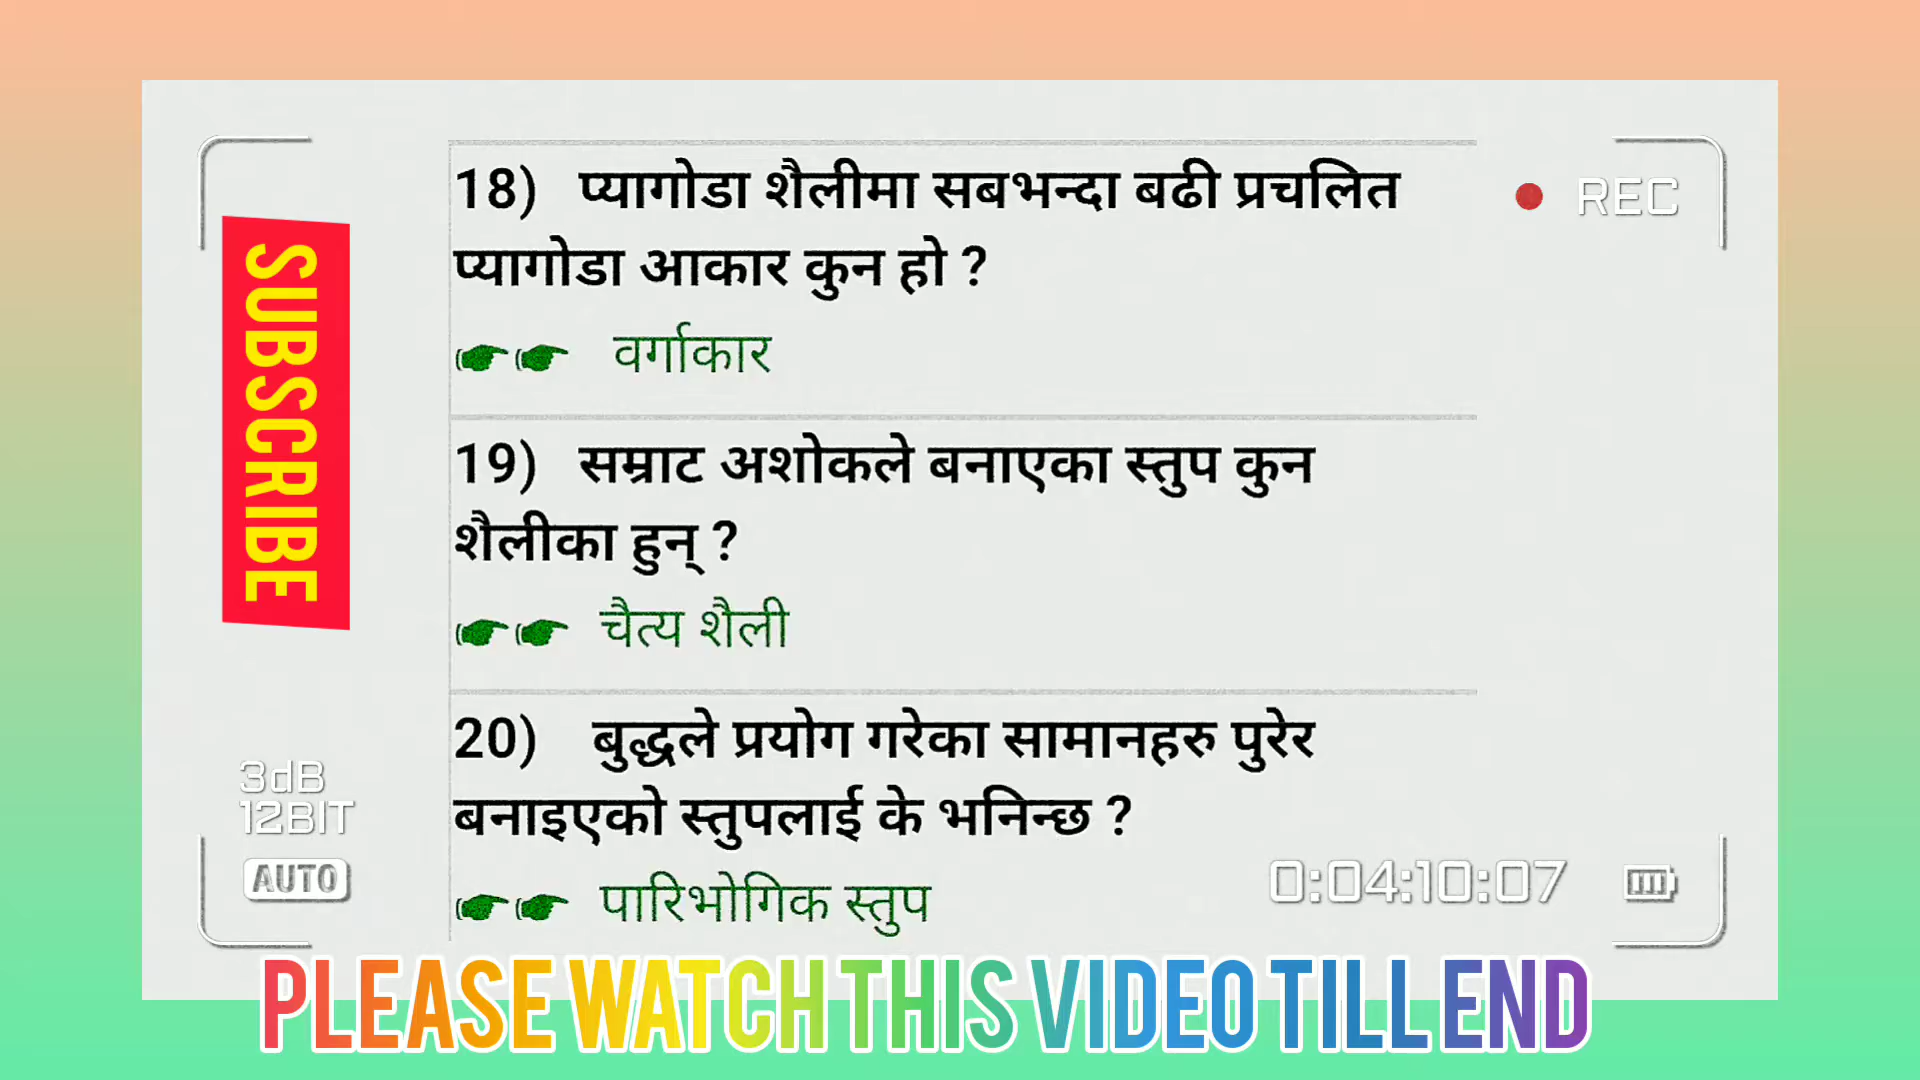 18) प्यागोडा शैलीमा सबभन्दा बढी प्रचलित
प्यागोडा आकार कुन हो ?
वर्गाकार
19) सम्राट अशोकले बनाएका स्तुप कुन
शैलीका हुन् ?
चैत्य शैली
20) बुद्धले प्रयोग गरेका सामानहरु पुरेर
बनाइएको स्तुपलाई के भनिन्छ ?
पारिभोगिक स्तुप
SUBSCRIBE
REC
3dB
12BIT
AUTO
0:04:10:07
PLEASE WATCH THIS VIDEO TILL END